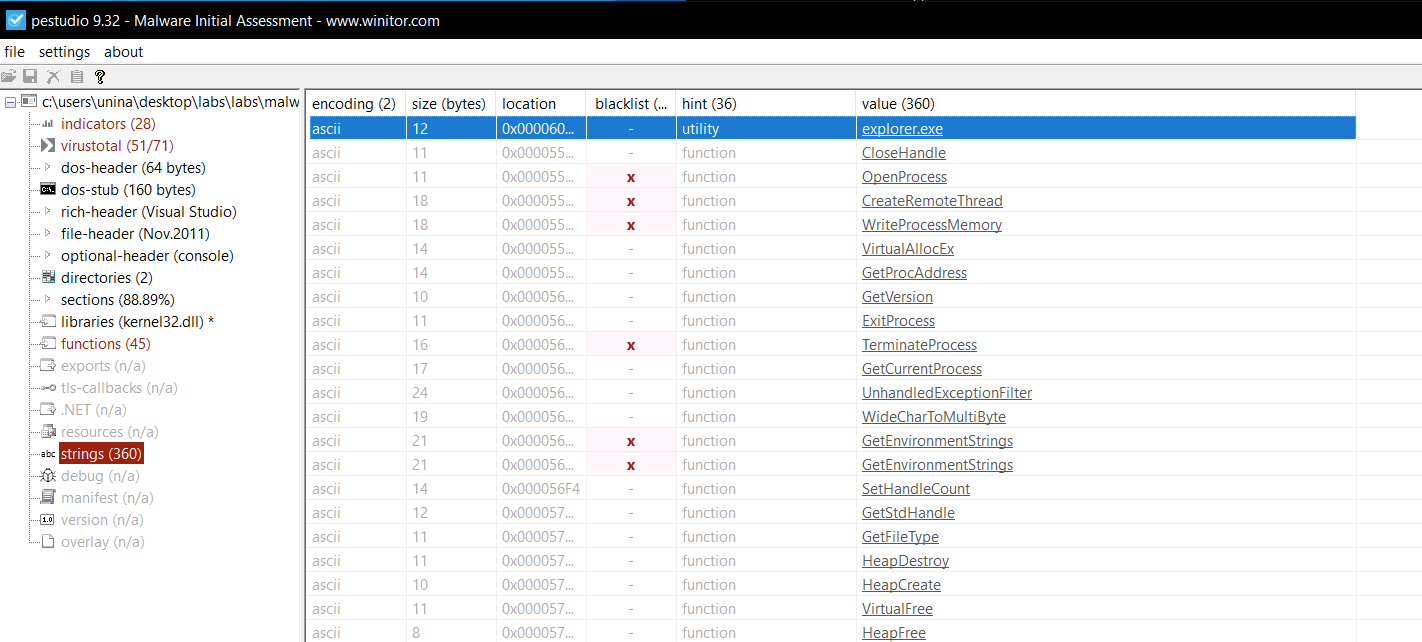 pestudio 9.32 - Malware Initial Assessment - www.winitor.com
file settings about
c:\users\unina\desktop\labs\labs\malw
indicators (28)
virustotal (51/71)
dos-header (64 bytes)
dos-stub (160 bytes)
rich-header (Visual Studio)
file-header (Nov.2011)
optional-header (console)
directories (2)
sections (88.89%)
libraries (kernel32.dll) *
functions (45)
exports (n/a)
tls-callbacks (n/a)
.NET (n/a)
resources (n/a)
abc strings (360)
debug (n/a)
manifest (n/a)
1.0 version (n/a)
overlay (n/a)
encoding (2) size (bytes) location blacklist (... hint (36) value (360)
ascii 12 0x000060... - utility explorer.exe
ascii 11 0x000055... - function CloseHandle
ascii 11 0x000055... x function OpenProcess
ascii 18 0x000055... x function CreateRemoteThread
ascii 18 0x000055... x function WriteProcessMemory
ascii 14 0x000055... - function VirtualAllocEx
ascii 14 0x000055... - function GetProcAddress
ascii 10 0x000056... - function GetVersion
ascii 11 0x000056... - function ExitProcess
ascii 16 0x000056... x function TerminateProcess
ascii 17 0x000056... - function GetCurrentProcess
ascii 24 0x000056... - function UnhandledExceptionFilter
ascii 19 0x000056... - function WideCharToMultiByte
ascii 21 0x000056... x function GetEnvironmentStrings
ascii 21 0x000056... x function GetEnvironmentStrings
ascii 14 0x000056F4 - function SetHandleCount
ascii 12 0x000057... - function GetStdHandle
ascii 11 0x000057... - function GetFileType
ascii 11 0x000057... - function HeapDestroy
ascii 10 0x000057... - function HeapCreate
ascii 11 0x000057... - function VirtualFree
ascii 8 0x000057... - function HeapFree